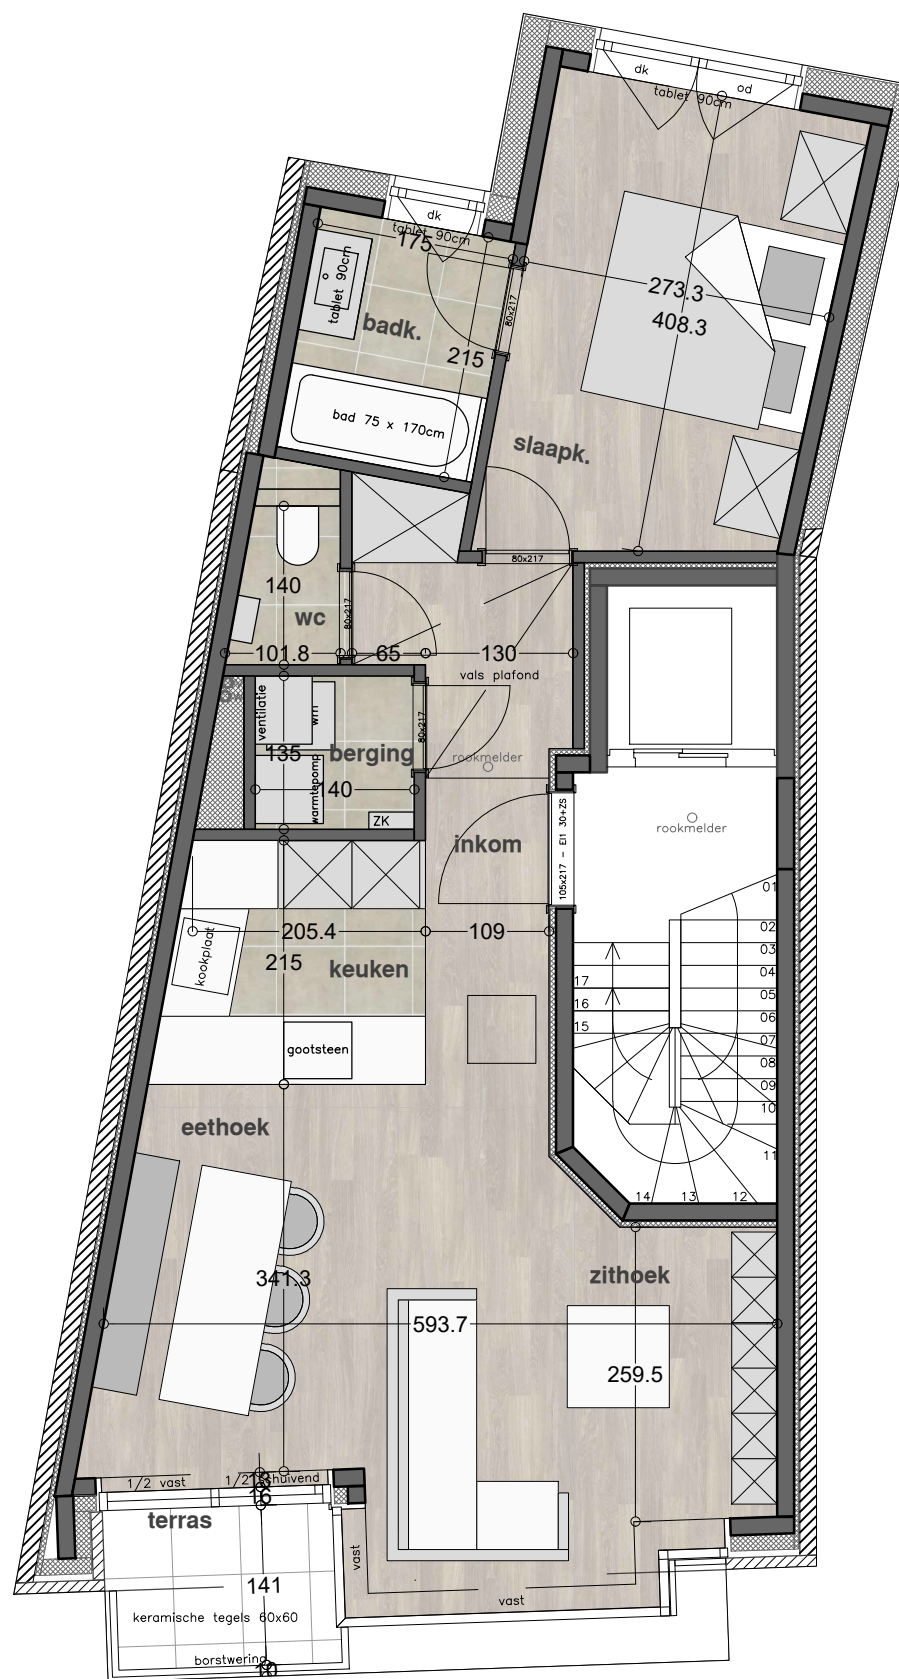 dk
od
tablet 90cm
dk
tablet 90cm
175
tablet 90cm
badk.
80x217
273.3
408.3
215
bad 75 x 170cm
slaapk.
80x217
140
wc
80x217
101.8
65
130
vals plafond
ventilatie
wm
80x217
135
berging
rookmelder
warmtepomp
140
ZK
inkom
105x217 - EI1 30+ZS
rookmelder
01
02
03
04
05
06
07
08
09
10
11
12
13
14
15
16
17
kookplaat
205.4
109
215
keuken
gootsteen
eethoek
zithoek
341.3
593.7
259.5
1/2 vast
1/2 schuivend
terras
141
keramische tegels 60x60
borstwering
vast
vast